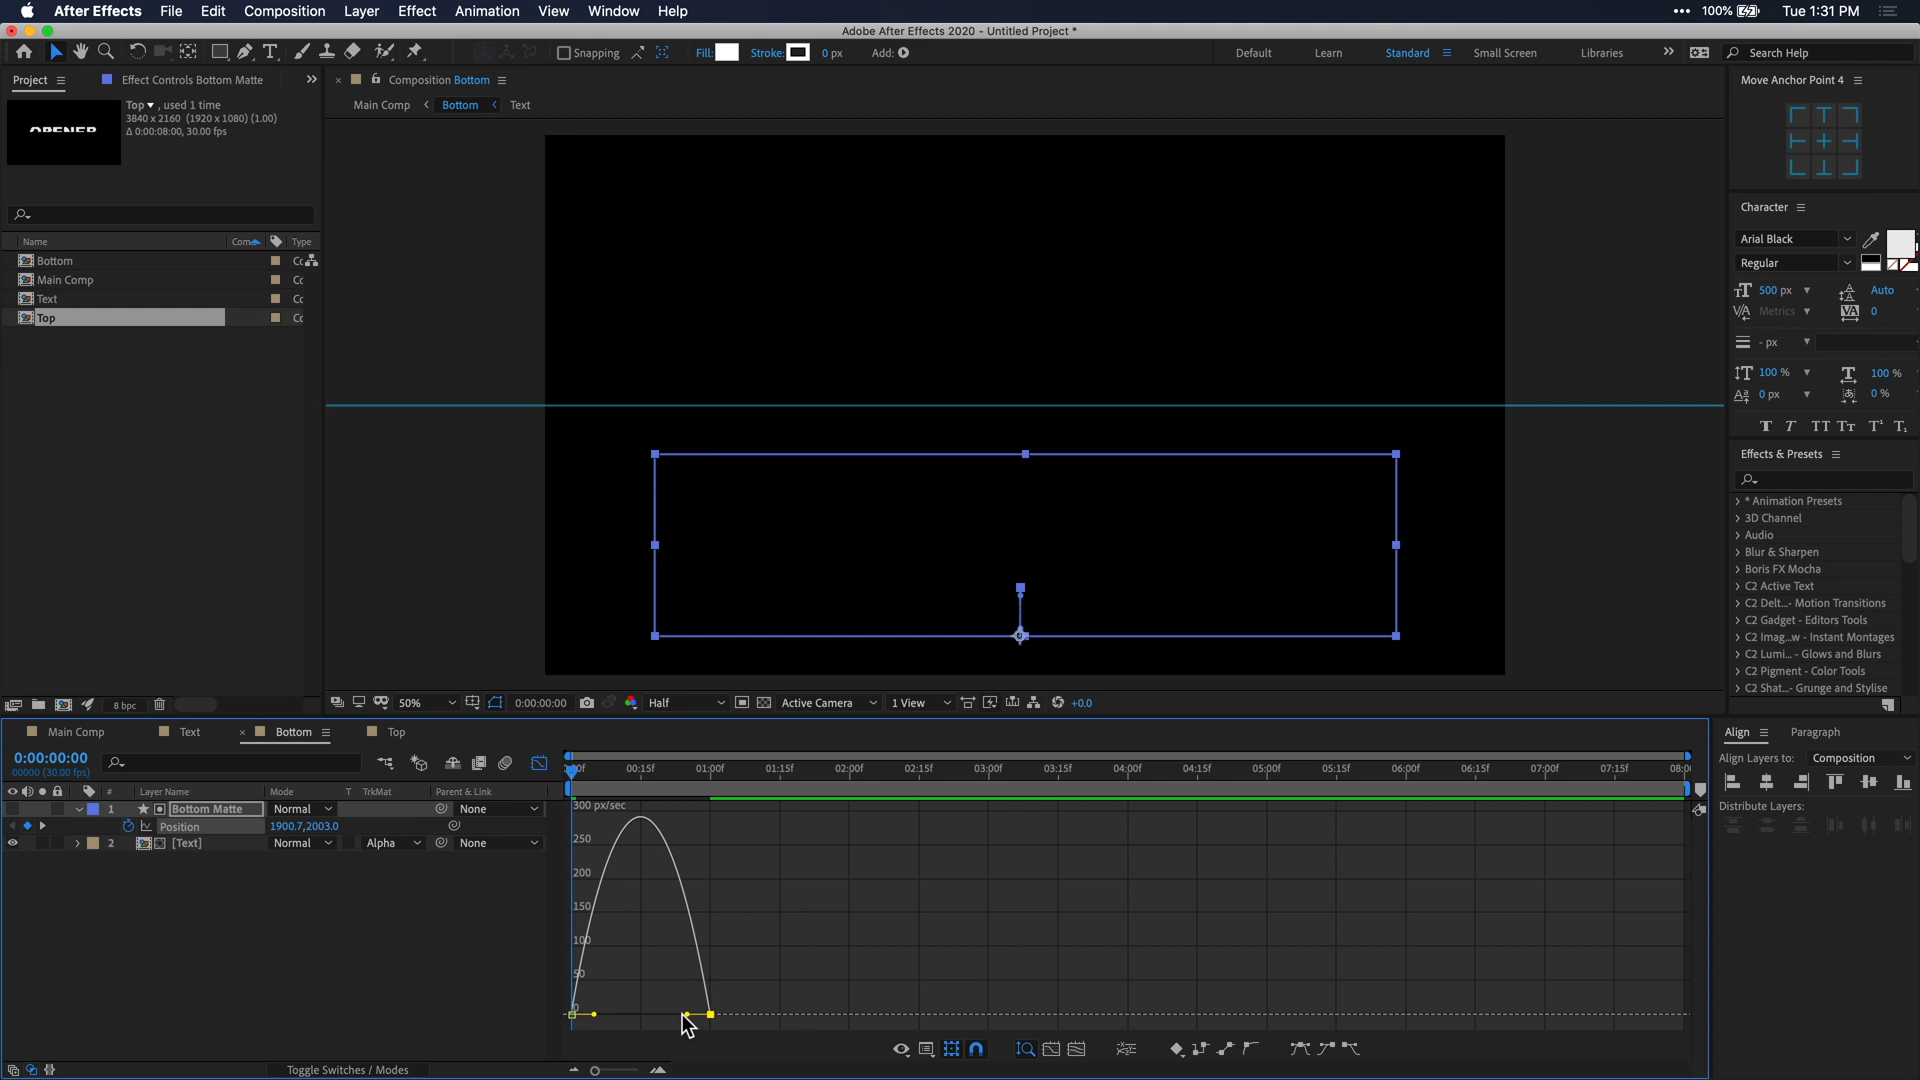 After Effects File Edit Composition Layer Effect Animation View Window Help
100% Tue 1:31 PM
Adobe After Effects 2020 - Untitled Project *
Snapping Fill: Stroke: 0 px Add: Default Learn Standard Small Screen Libraries Search Help
Project Effect Controls Bottom Matte Composition Bottom Move Anchor Point 4
Top , used 1 time
3840 x 2160 (1920 x 1080) (1.00)
Δ 0:00:08:00, 30.00 fps
OPENER
Main Comp Bottom Text
Character
Name Com Type
Arial Black
Bottom
Regular
Main Comp
500 px Auto
Text
Metrics 0
Top
- px
100 % 100 %
0 px 0 %
Effects & Presets
* Animation Presets
3D Channel
Audio
Blur & Sharpen
Boris FX Mocha
C2 Active Text
C2 Delt...- Motion Transitions
C2 Gadget - Editors Tools
C2 Imag...w - Instant Montages
C2 Lumi... - Glows and Blurs
C2 Pigment - Color Tools
C2 Shat...- Grunge and Stylise
8 bpc 50% 0:00:00:00 Half Active Camera 1 View +0.0
Main Comp Text Bottom Top Align Paragraph
0:00:00:00
00000 (30.00 fps)
Align Layers to: Composition
00f 00:15f 01:00f 01:15f 02:00f 02:15f 03:00f 03:15f 04:00f 04:15f 05:00f 05:15f 06:00f 06:15f 07:00f 07:15f 08:0
# Layer Name Mode T TrkMat Parent & Link
Distribute Layers:
1 Bottom Matte Normal None
Position 1900.7,2003.0
2 [Text] Normal Alpha None
300 px/sec
250
200
150
100
50
0
Toggle Switches / Modes